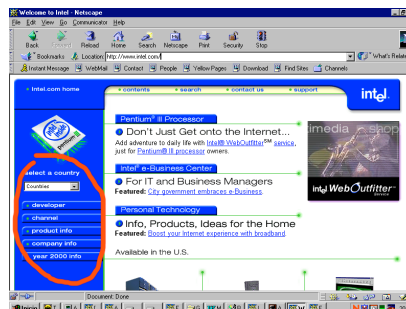 Welcome to Intel - Netscape
File Edit View Go Communicator Help
Back Forward Reload Home Search Netscape Print Security Stop
Bookmarks Location: http://www.intel.com/ What's Relate
Instant Message WebMail Contact People Yellow Pages Download Find Sites Channels
Intel.com home
contents search contact us support
intel.
pentium
Pentium® III Processor
Don't Just Get onto the Internet...
Add adventure to daily life with Intel® WebOutfitter℠ service,
just for Pentium® III processor owners.
imedia shop
Intel® e-Business Center
For IT and Business Managers
Featured: City government embraces e-Business.
intel WebOutfitter
service
Personal Technology
Info, Products, Ideas for the Home
Featured: Boost your Internet experience with broadband.
Available in the U.S.
Select a country
Countries
developer
channel
product info
company info
year 2000 info
Document: Done
Inicio